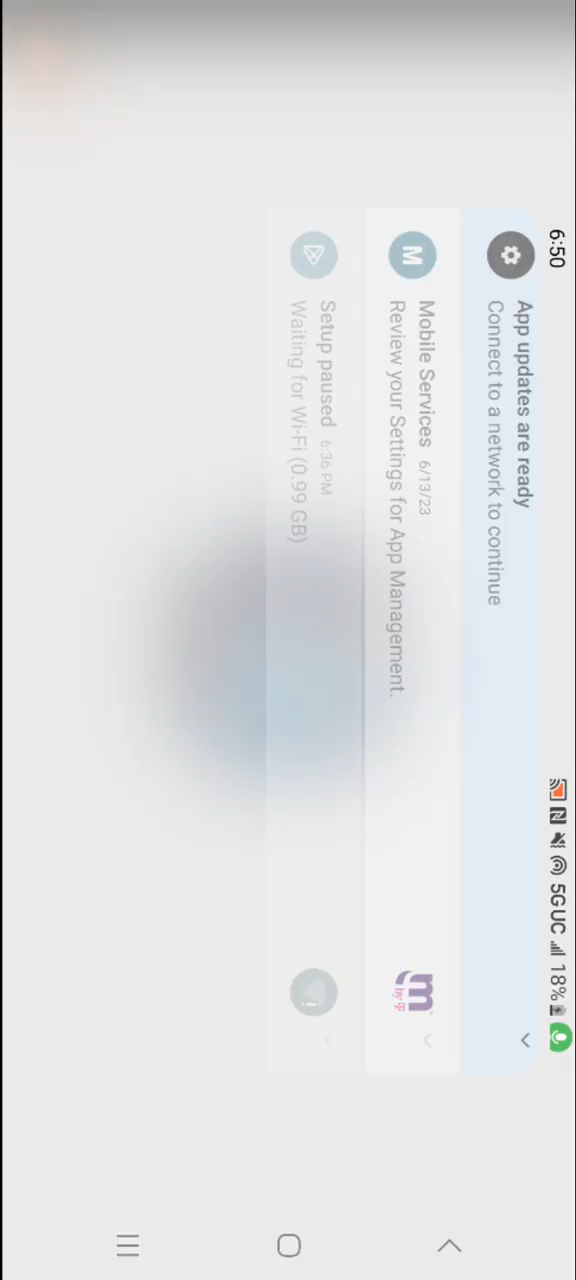 6:50
5GUC 18%
App updates are ready
Connect to a network to continue
Mobile Services 6/13/23
Review your Settings for App Management.
m
by T
Setup paused 6:36 PM
Waiting for Wi-Fi (0.99 GB)